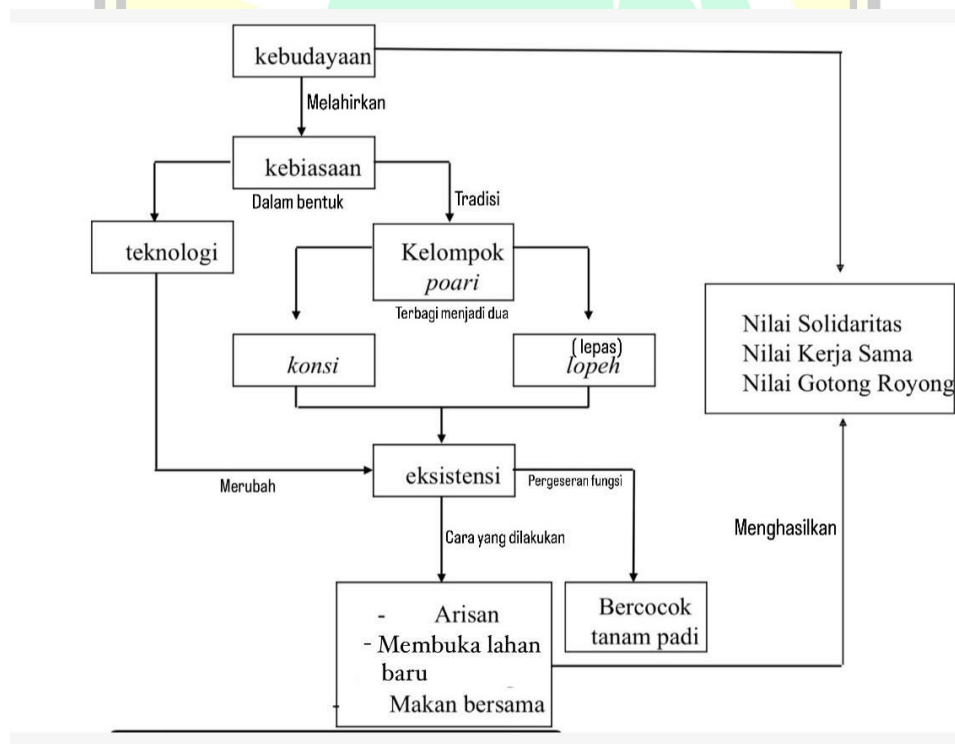 kebudayaan
Melahirkan
kebiasaan
Dalam bentuk
Tradisi
teknologi
Kelompok
poari
Terbagi menjadi dua
konsi
(lepas)
lopeh
Nilai Solidaritas
Nilai Kerja Sama
Nilai Gotong Royong
eksistensi
Merubah
Pergeseran fungsi
Cara yang dilakukan
Menghasilkan
- Arisan
- Membuka lahan
baru
- Makan bersama
Bercocok
tanam padi